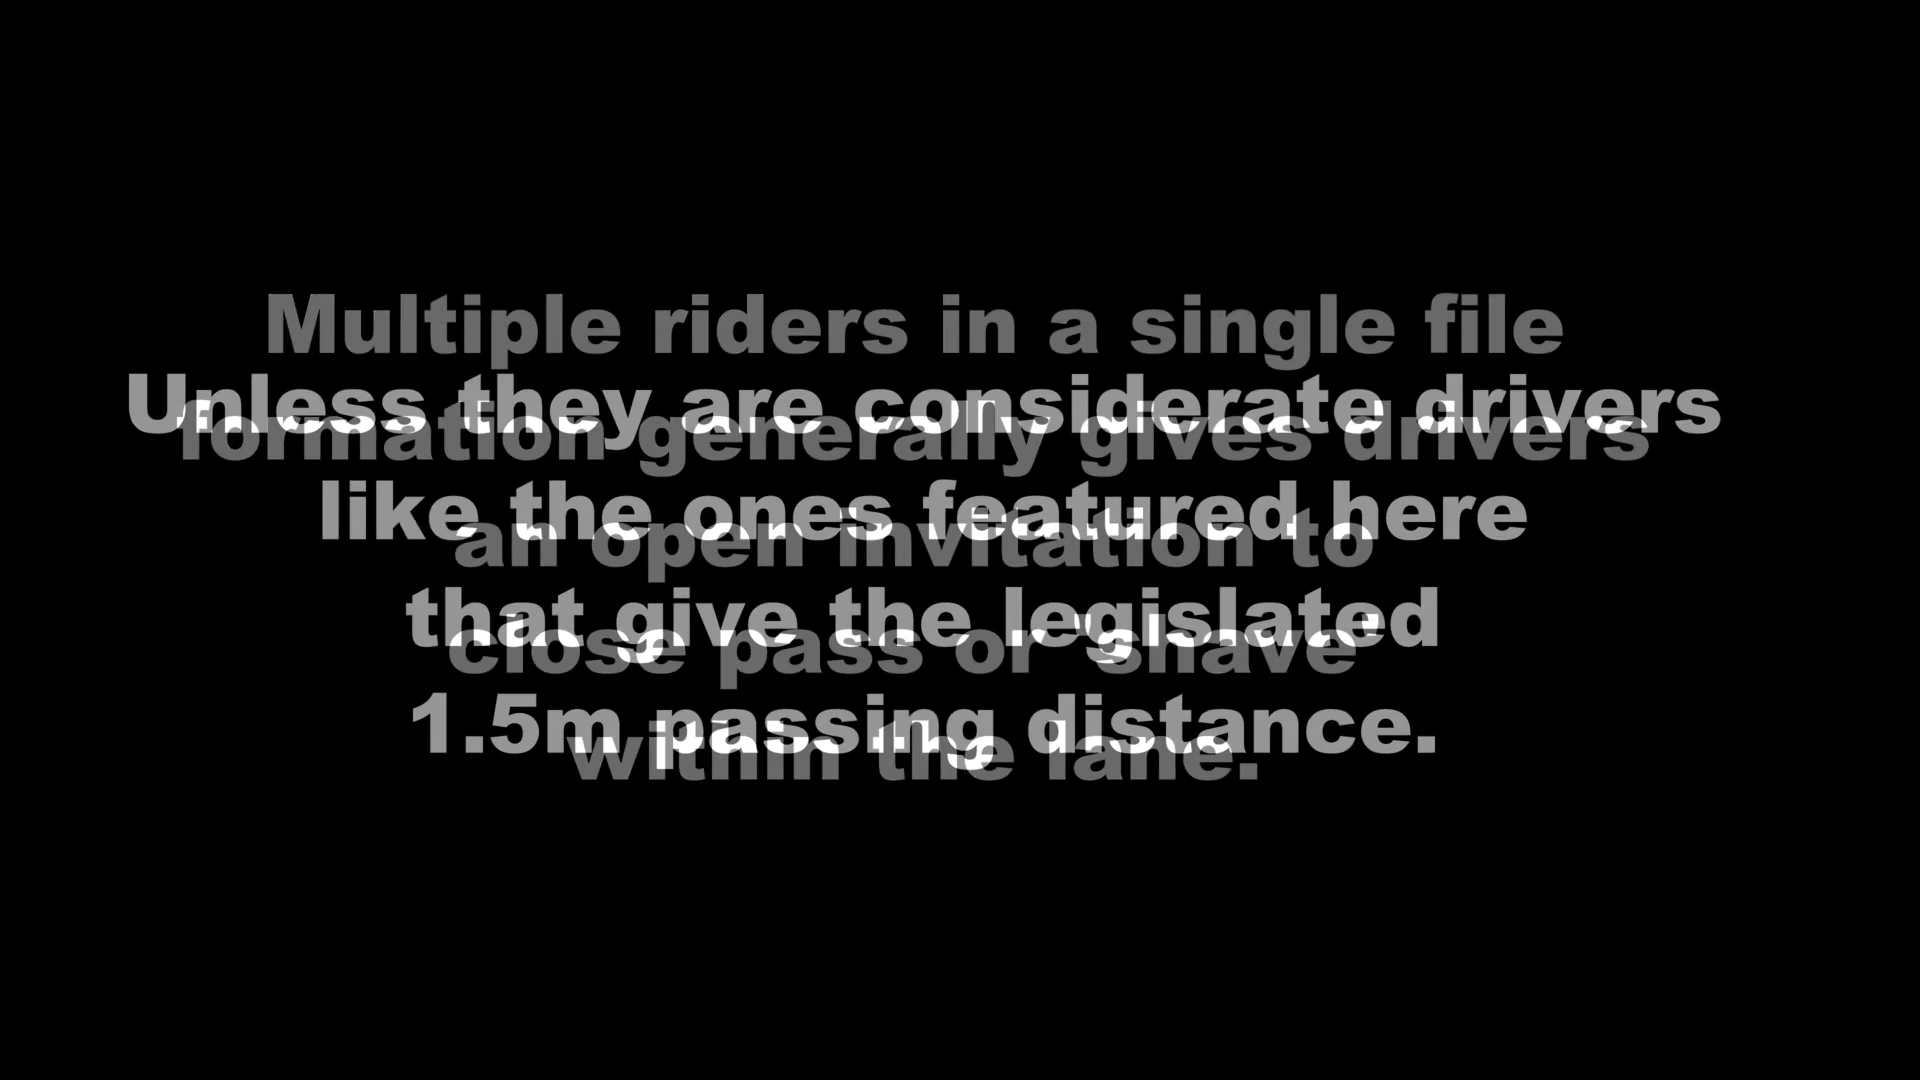 Multiple riders in a single file
formation generally gives drivers
an open invitation to
close pass or "shave"
within the lane.
Unless they are considerate drivers
like the ones featured here
that give the legislated
1.5m passing distance.